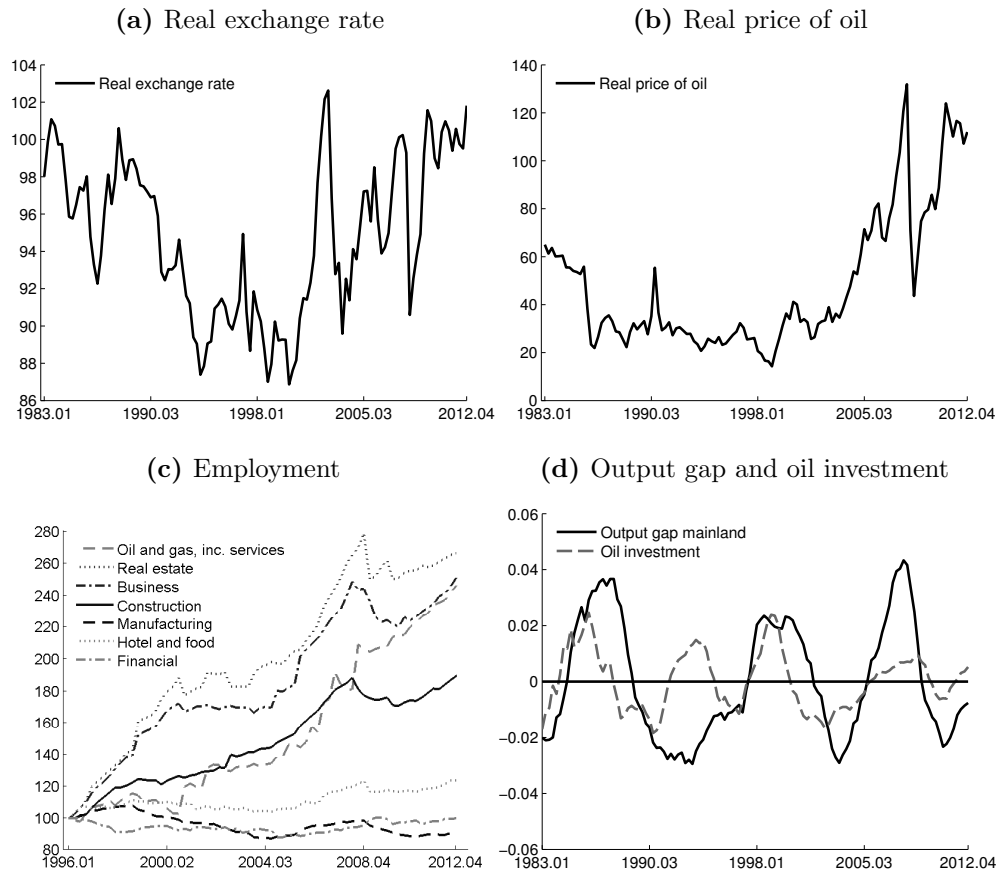 (a) Real exchange rate
104
102
100
98
96
94
92
90
88
86
Real exchange rate
1983.01 1990.03 1998.01 2005.03 2012.04
(b) Real price of oil
140
120
100
80
60
40
20
0
Real price of oil
1983.01 1990.03 1998.01 2005.03 2012.04
(c) Employment
280
260
240
220
200
180
160
140
120
100
80
Oil and gas, inc. services
Real estate
Business
Construction
Manufacturing
Hotel and food
Financial
1996.01 2000.02 2004.03 2008.04 2012.04
(d) Output gap and oil investment
0.06
0.04
0.02
0
−0.02
−0.04
−0.06
Output gap mainland
Oil investment
1983.01 1990.03 1998.01 2005.03 2012.04